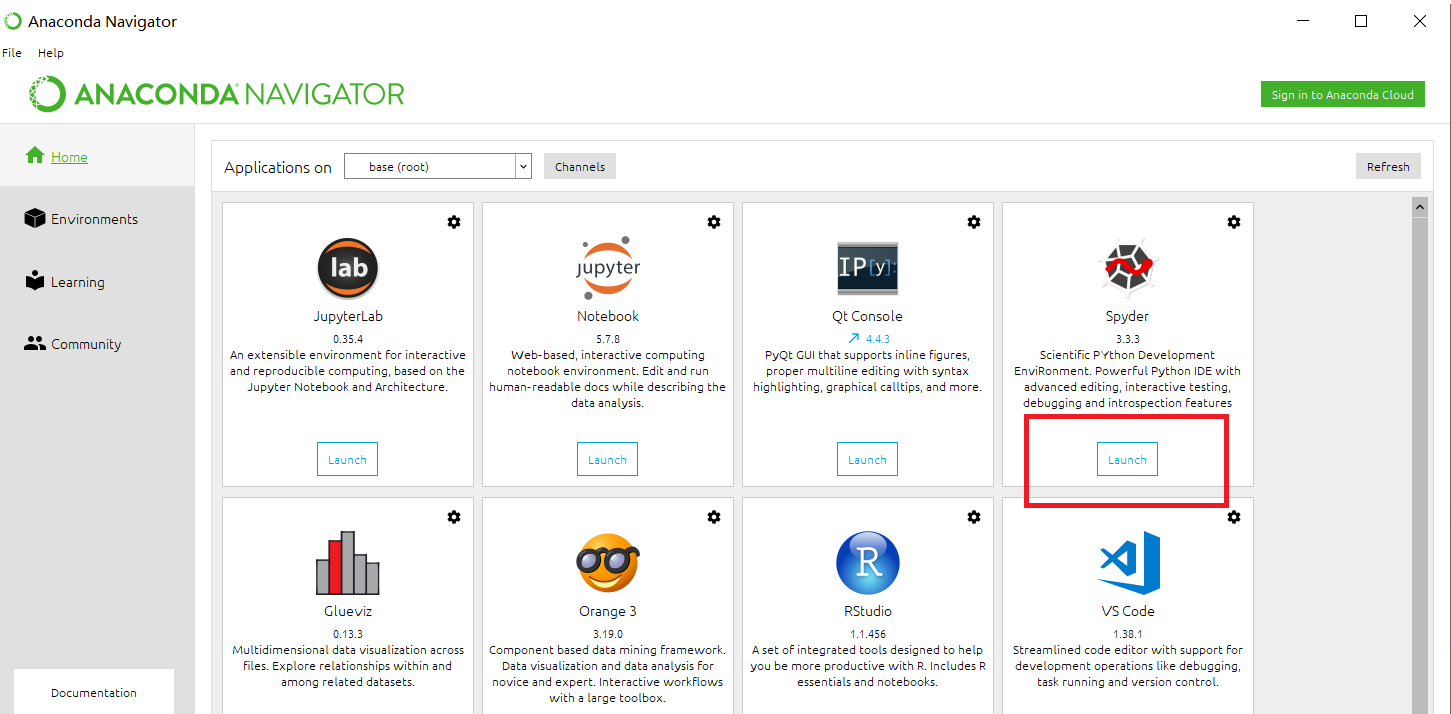 Anaconda Navigator
File Help
ANACONDA NAVIGATOR
Sign in to Anaconda Cloud
Home
Environments
Learning
Community
Documentation
Applications on base (root) Channels Refresh
lab
JupyterLab
0.35.4
An extensible environment for interactive
and reproducible computing, based on the
Jupyter Notebook and Architecture.
Launch
jupyter
Notebook
5.7.8
Web-based, interactive computing
notebook environment. Edit and run
human-readable docs while describing the
data analysis.
Launch
IP[y]:
Qt Console
4.4.3
PyQt GUI that supports inline figures,
proper multiline editing with syntax
highlighting, graphical calltips, and more.
Launch
Spyder
3.3.3
Scientific PYthon Development
EnviRonment. Powerful Python IDE with
advanced editing, interactive testing,
debugging and introspection features
Launch
Glueviz
0.13.3
Multidimensional data visualization across
files. Explore relationships within and
among related datasets.
Orange 3
3.19.0
Component based data mining framework.
Data visualization and data analysis for
novice and expert. Interactive workflows
with a large toolbox.
R
RStudio
1.1.456
A set of integrated tools designed to help
you be more productive with R. Includes R
essentials and notebooks.
VS Code
1.38.1
Streamlined code editor with support for
development operations like debugging,
task running and version control.